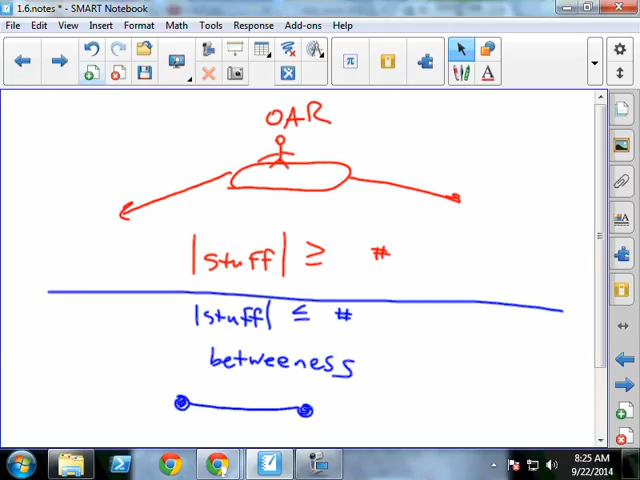 1.6.notes * - SMART Notebook
File Edit View Insert Format Math Tools Response Add-ons Window Help
π
A
OAR
|stuff| ≥ #
|stuff| ≤ #
betweeness
8:25 AM
9/22/2014